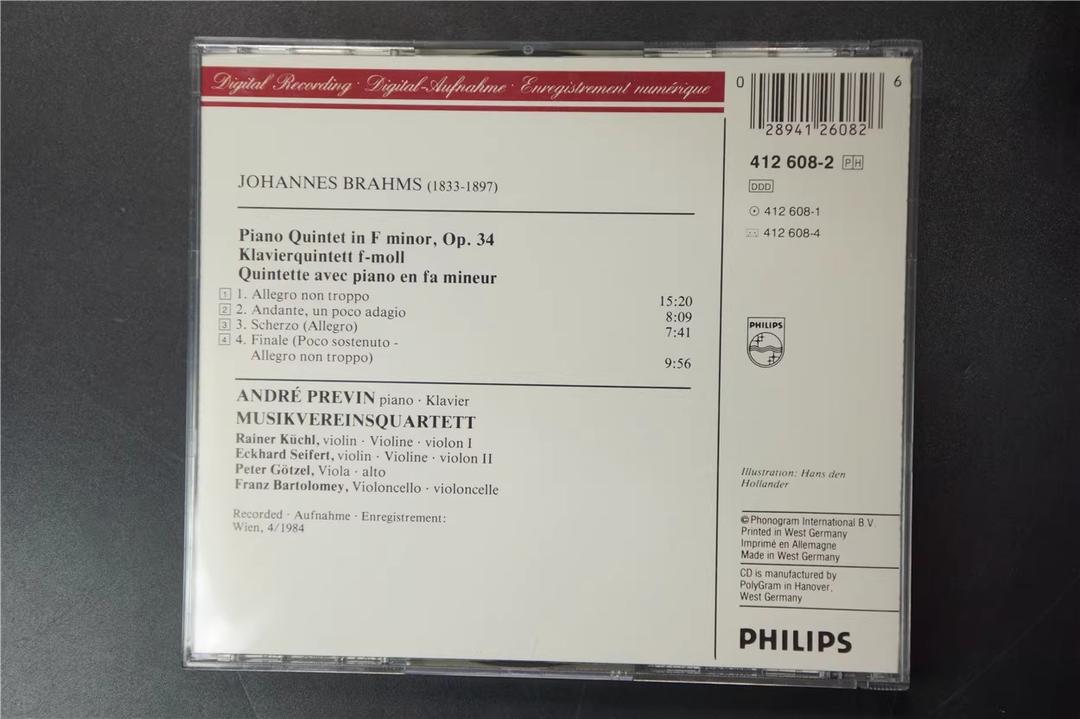 Digital Recording · Digital-Aufnahme · Enregistrement numérique
JOHANNES BRAHMS (1833-1897)
Piano Quintet in F minor, Op. 34
Klavierquintett f-moll
Quintette avec piano en fa mineur
1 1. Allegro non troppo 15:20
2 2. Andante, un poco adagio 8:09
3 3. Scherzo (Allegro) 7:41
4 4. Finale (Poco sostenuto -
Allegro non troppo) 9:56
ANDRÉ PREVIN piano · Klavier
MUSIKVEREINSQUARTETT
Rainer Küchl, violin · Violine · violon I
Eckhard Seifert, violin · Violine · violon II
Peter Götzel, Viola · alto
Franz Bartolomey, Violoncello · violoncelle
Recorded · Aufnahme · Enregistrement:
Wien, 4/1984
0 28941 26082 6
412 608-2 PH
DDD
412 608-1
412 608-4
PHILIPS
Illustration: Hans den
Hollander
© Phonogram International B.V.
Printed in West Germany
Imprimé en Allemagne
Made in West Germany
CD is manufactured by
PolyGram in Hanover,
West Germany
PHILIPS